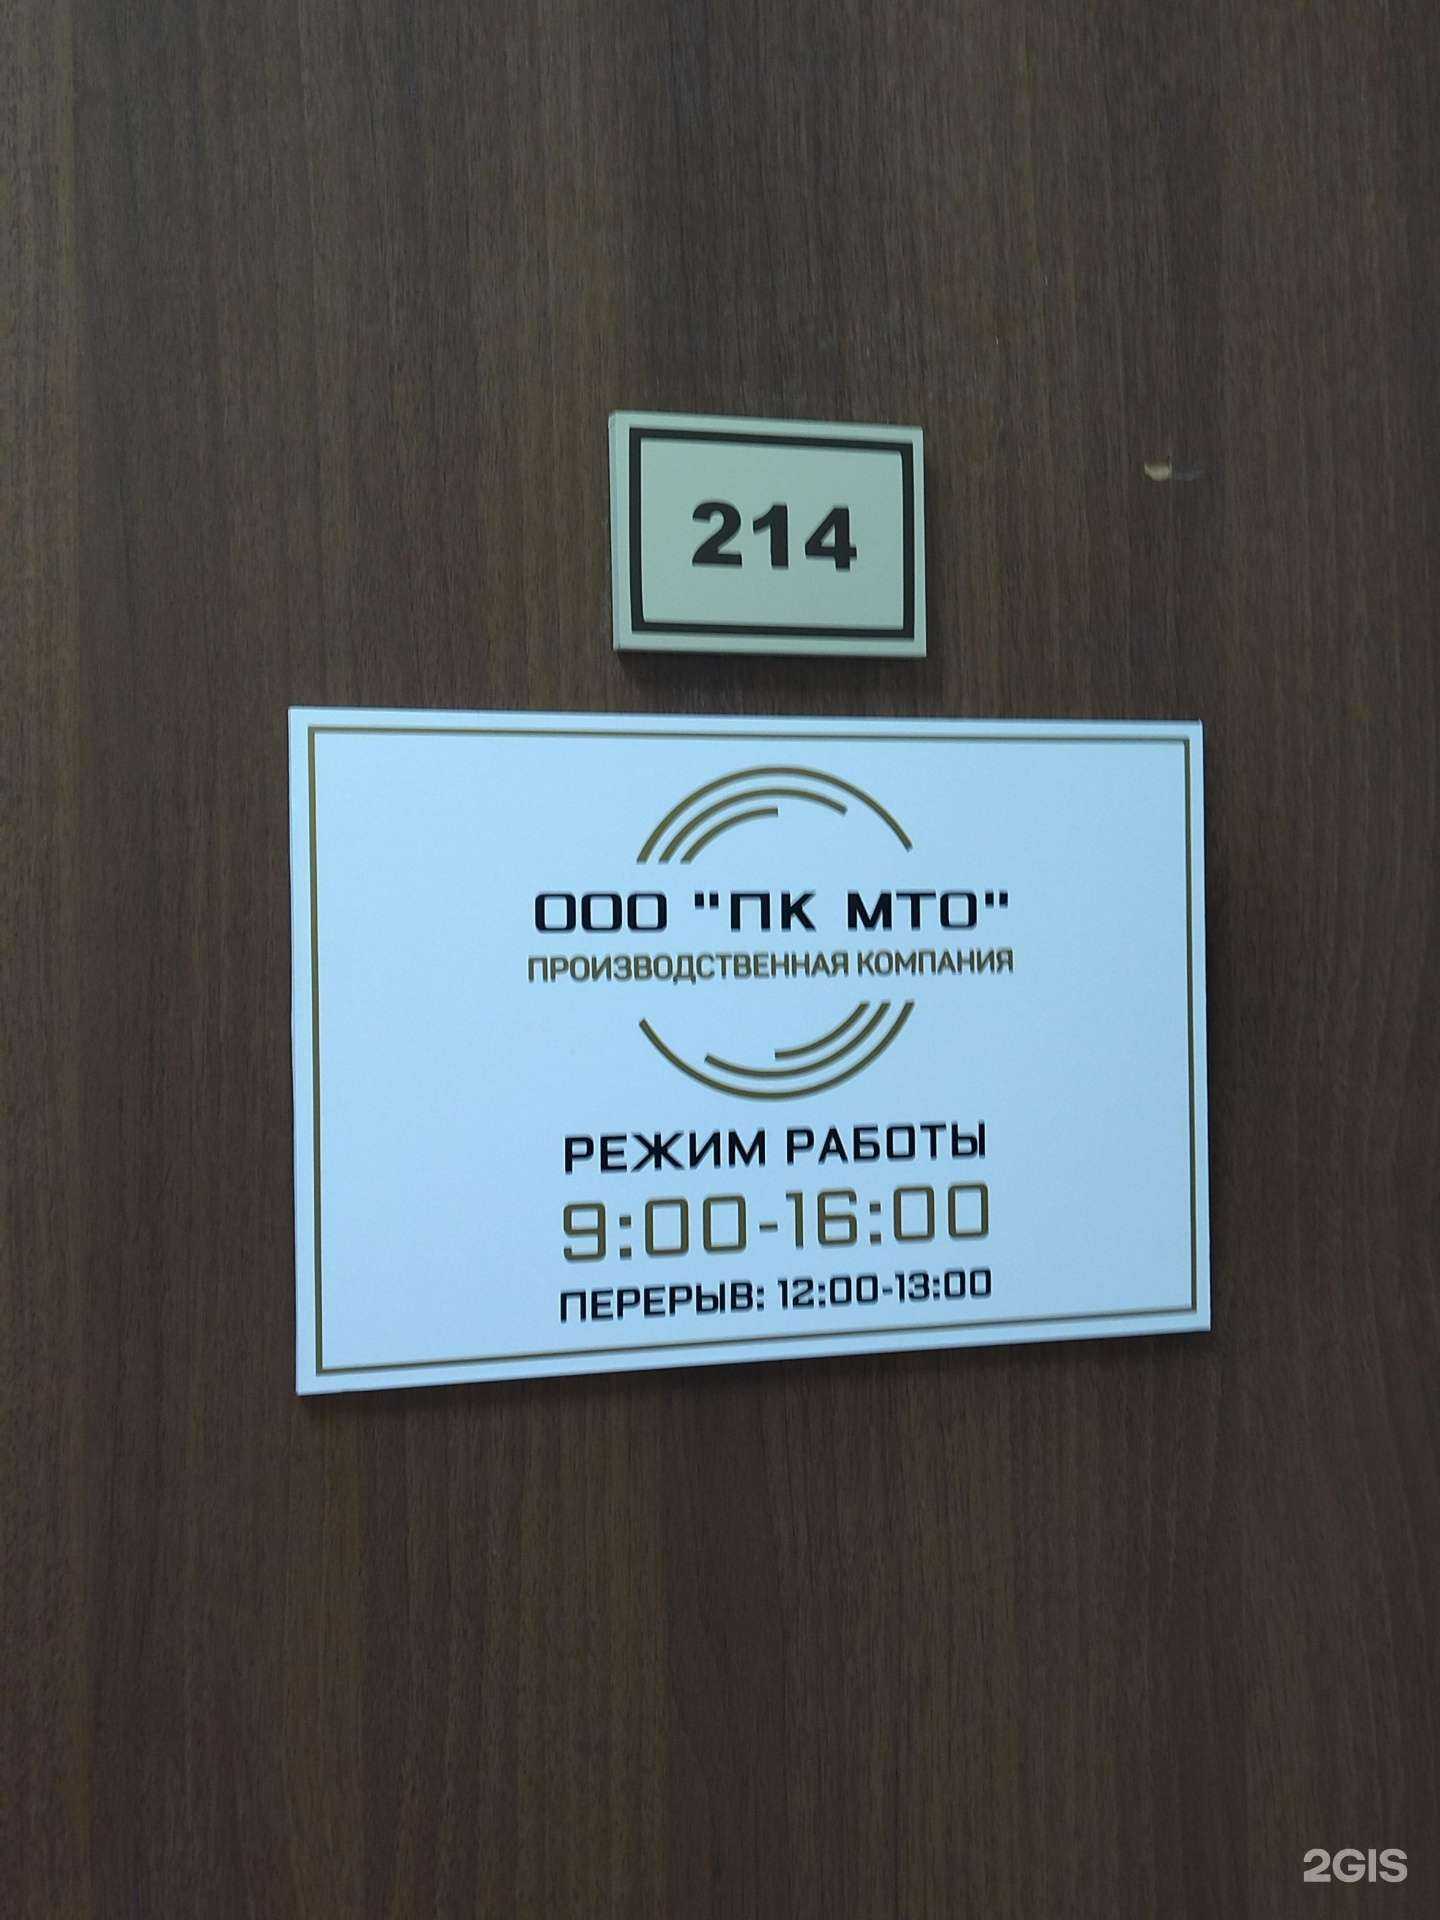 214
ООО "ПК МТО"
ПРОИЗВОДСТВЕННАЯ КОМПАНИЯ
РЕЖИМ РАБОТЫ
9:00-16:00
ПЕРЕРЫВ: 12:00-13:00
2GIS